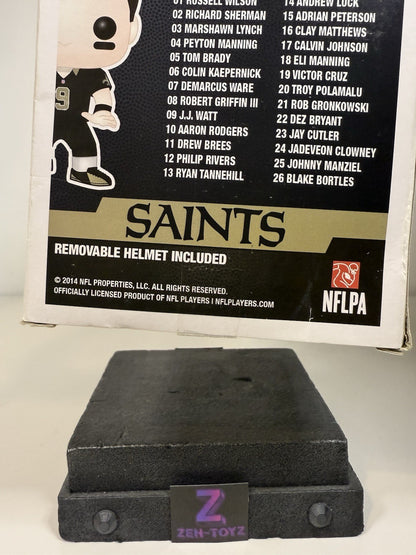 01 RUSSELL WILSON
02 RICHARD SHERMAN
03 MARSHAWN LYNCH
04 PEYTON MANNING
05 TOM BRADY
06 COLIN KAEPERNICK
07 DEMARCUS WARE
08 ROBERT GRIFFIN III
09 J.J. WATT
10 AARON RODGERS
11 DREW BREES
12 PHILIP RIVERS
13 RYAN TANNEHILL
14 ANDREW LUCK
15 ADRIAN PETERSON
16 CLAY MATTHEWS
17 CALVIN JOHNSON
18 ELI MANNING
19 VICTOR CRUZ
20 TROY POLAMALU
21 ROB GRONKOWSKI
22 DEZ BRYANT
23 JAY CUTLER
24 JADEVEON CLOWNEY
25 JOHNNY MANZIEL
26 BLAKE BORTLES
9
SAINTS
REMOVABLE HELMET INCLUDED
© 2014 NFL PROPERTIES, LLC. ALL RIGHTS RESERVED.
OFFICIALLY LICENSED PRODUCT OF NFL PLAYERS | NFLPLAYERS.COM
NFLPA
Z
ZEN-TOYZ